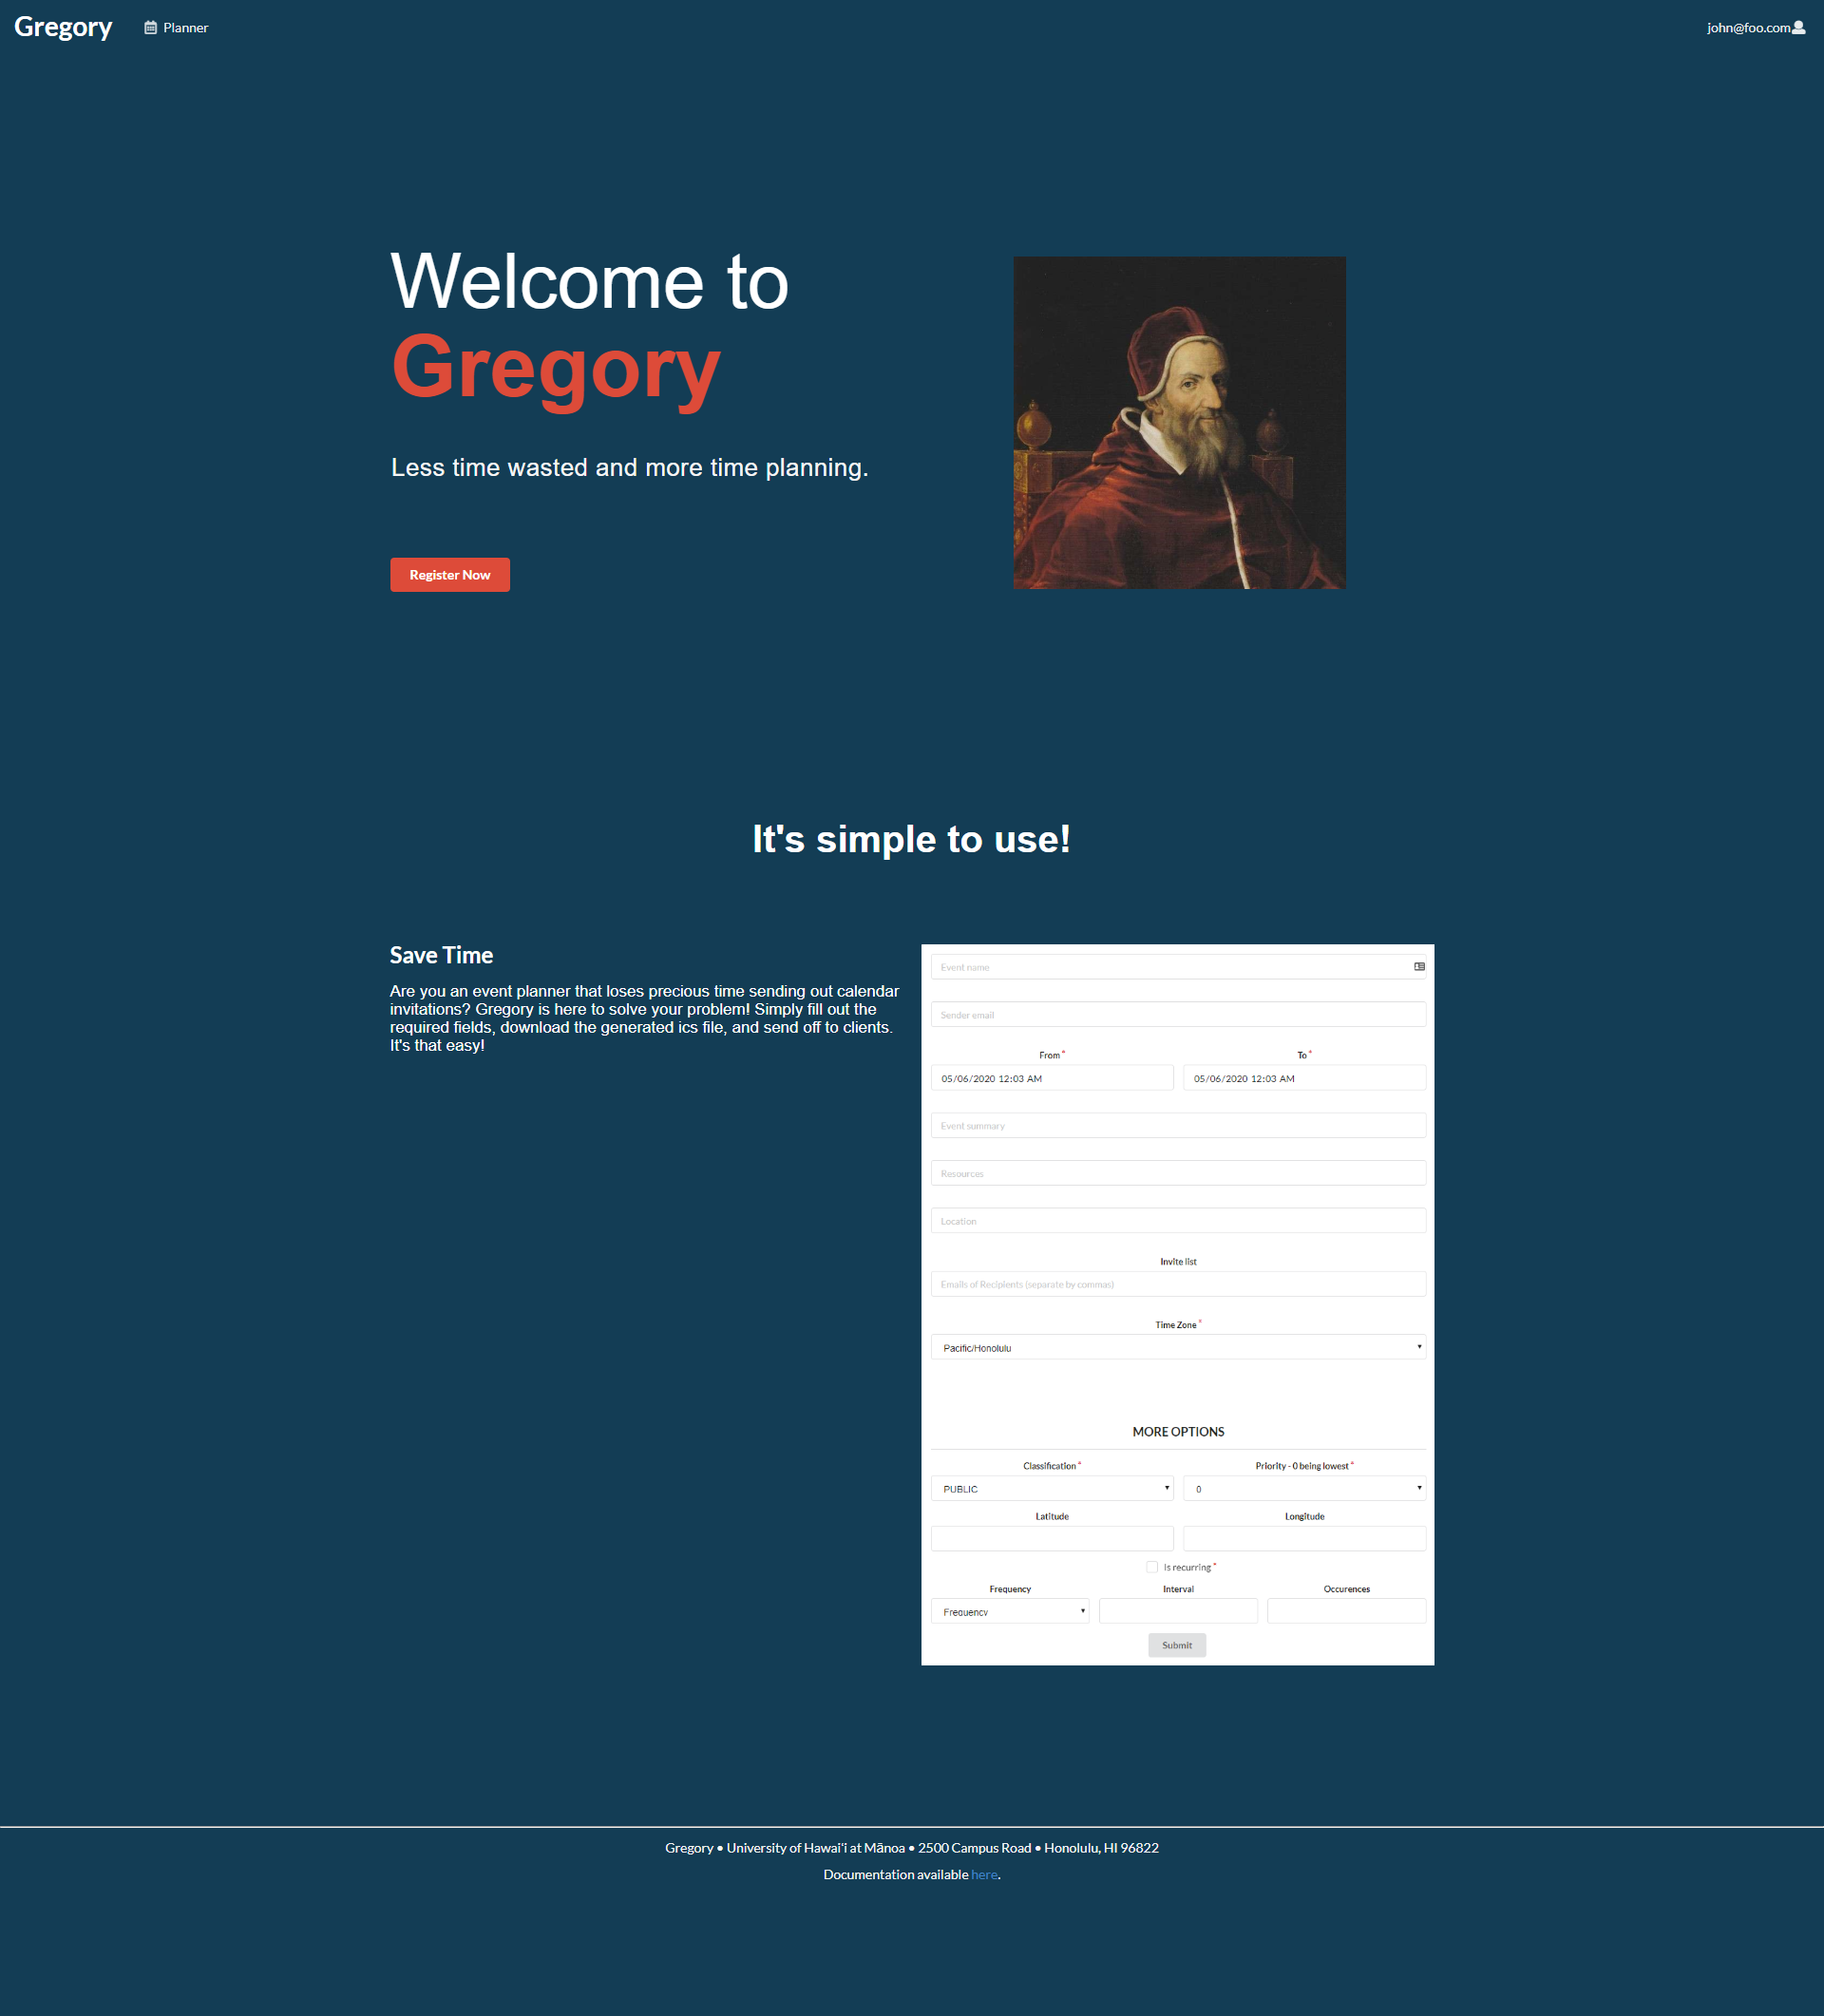 Gregory
Planner
john@foo.com
Welcome to
Gregory
Less time wasted and more time planning.
Register Now
It's simple to use!
Save Time
Are you an event planner that loses precious time sending out calendar
invitations? Gregory is here to solve your problem! Simply fill out the
required fields, download the generated ics file, and send off to clients.
It's that easy!
Event name
Sender email
From * To *
05/06/2020 12:03 AM 05/06/2020 12:03 AM
Event summary
Resources
Location
Invite list
Emails of Recipients (separate by commas)
Time Zone *
Pacific/Honolulu
MORE OPTIONS
Classification * Priority - 0 being lowest *
PUBLIC 0
Latitude Longitude
Is recurring *
Frequency Interval Occurences
Frequency
Submit
Gregory • University of Hawaiʻi at Mānoa • 2500 Campus Road • Honolulu, HI 96822
Documentation available here.